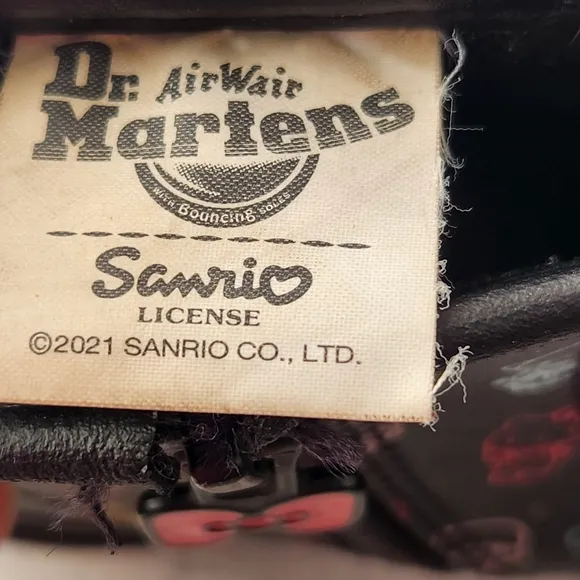 Dr. AirWair
Martens
WITH Bouncing SOLES
Sanrio
LICENSE
©2021 SANRIO CO., LTD.